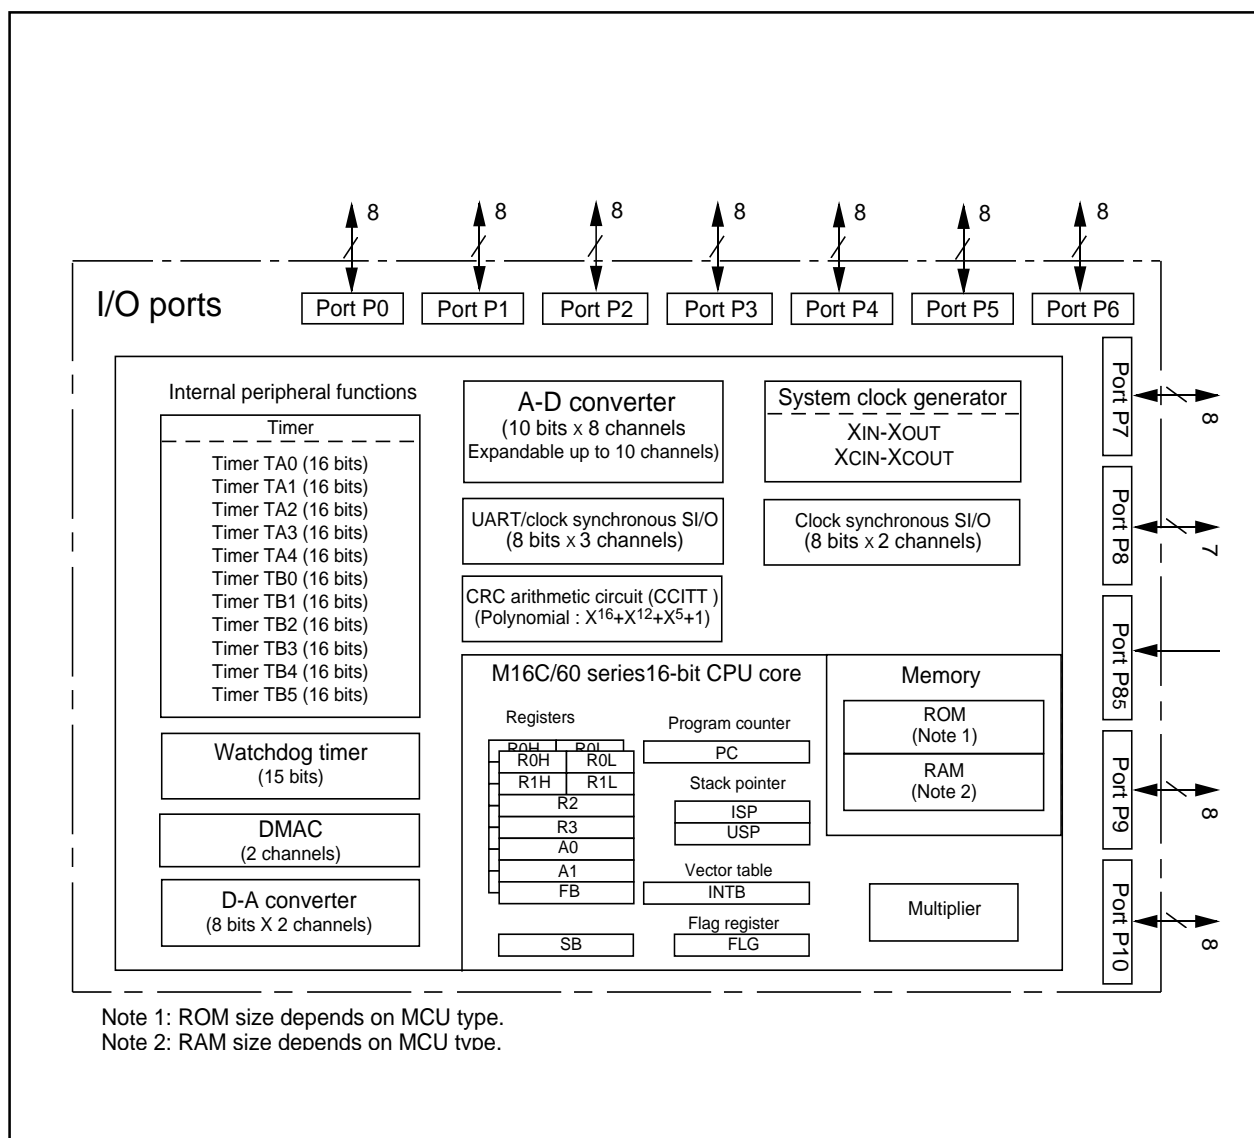 8 8 8 8 8 8 8
I/O ports
Port P0 Port P1 Port P2 Port P3 Port P4 Port P5 Port P6
Port P7
8
Port P8
7
Port P85
Port P9
8
Port P10
8
Internal peripheral functions
Timer
Timer TA0 (16 bits)
Timer TA1 (16 bits)
Timer TA2 (16 bits)
Timer TA3 (16 bits)
Timer TA4 (16 bits)
Timer TB0 (16 bits)
Timer TB1 (16 bits)
Timer TB2 (16 bits)
Timer TB3 (16 bits)
Timer TB4 (16 bits)
Timer TB5 (16 bits)
Watchdog timer
(15 bits)
DMAC
(2 channels)
D-A converter
(8 bits X 2 channels)
A-D converter
(10 bits x 8 channels
Expandable up to 10 channels)
UART/clock synchronous SI/O
(8 bits x 3 channels)
CRC arithmetic circuit (CCITT )
(Polynomial : X16+X12+X5+1)
System clock generator
XIN-XOUT
XCIN-XCOUT
Clock synchronous SI/O
(8 bits x 2 channels)
M16C/60 series16-bit CPU core
Registers
R0H R0L
R0H R0L
R1H R1L
R2
R3
A0
A1
FB
SB
Program counter
PC
Stack pointer
ISP
USP
Vector table
INTB
Flag register
FLG
Memory
ROM
(Note 1)
RAM
(Note 2)
Multiplier
Note 1: ROM size depends on MCU type.
Note 2: RAM size depends on MCU type.